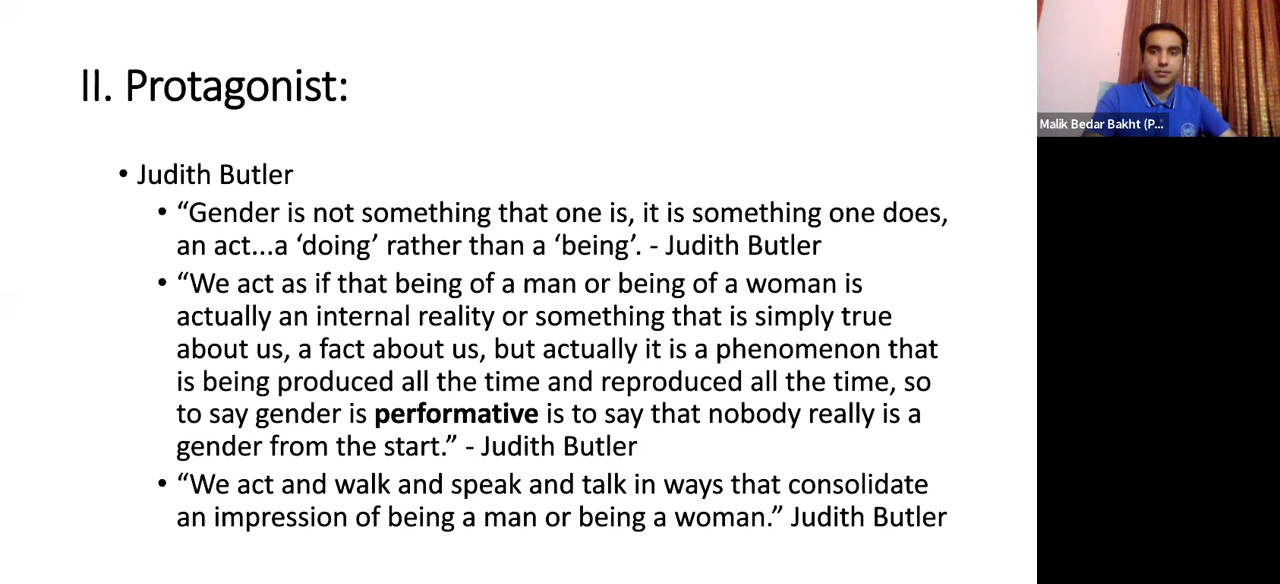 II. Protagonist:
• Judith Butler
• “Gender is not something that one is, it is something one does,
an act...a ‘doing’ rather than a ‘being’. - Judith Butler
• “We act as if that being of a man or being of a woman is
actually an internal reality or something that is simply true
about us, a fact about us, but actually it is a phenomenon that
is being produced all the time and reproduced all the time, so
to say gender is performative is to say that nobody really is a
gender from the start.” - Judith Butler
• “We act and walk and speak and talk in ways that consolidate
an impression of being a man or being a woman.” Judith Butler
Malik Bedar Bakht (P...